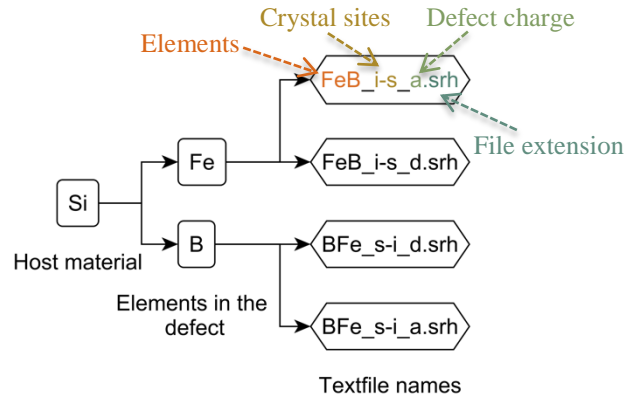 Crystal sites
Defect charge
Elements
FeB_i-s_a.srh
File extension
Fe
FeB_i-s_d.srh
Si
B
BFe_s-i_d.srh
Host material
Elements in the
defect
BFe_s-i_a.srh
Textfile names